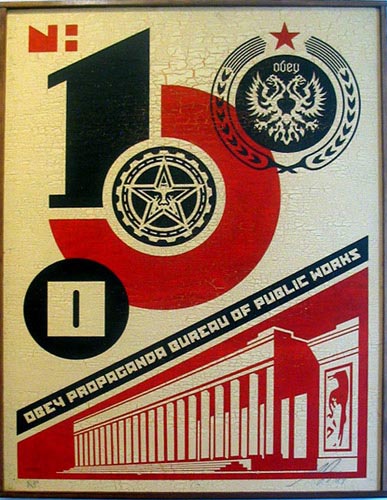 N:
1
obey
0
OBEY PROPAGANDA BUREAU OF PUBLIC WORKS